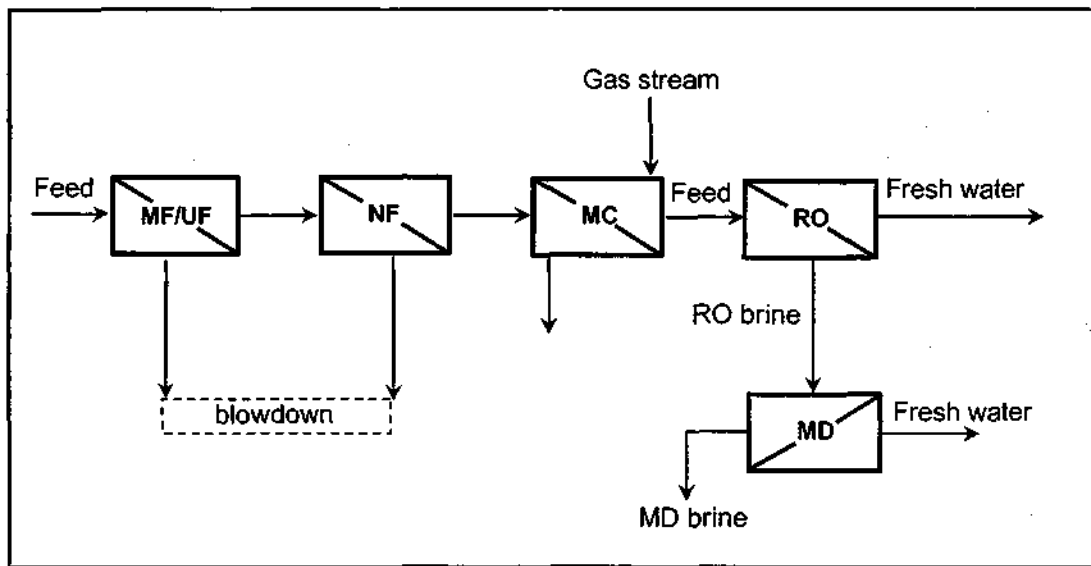 Gas stream
Feed
MF/UF
NF
MC
Feed
RO
Fresh water
RO brine
blowdown
MD
Fresh water
MD brine